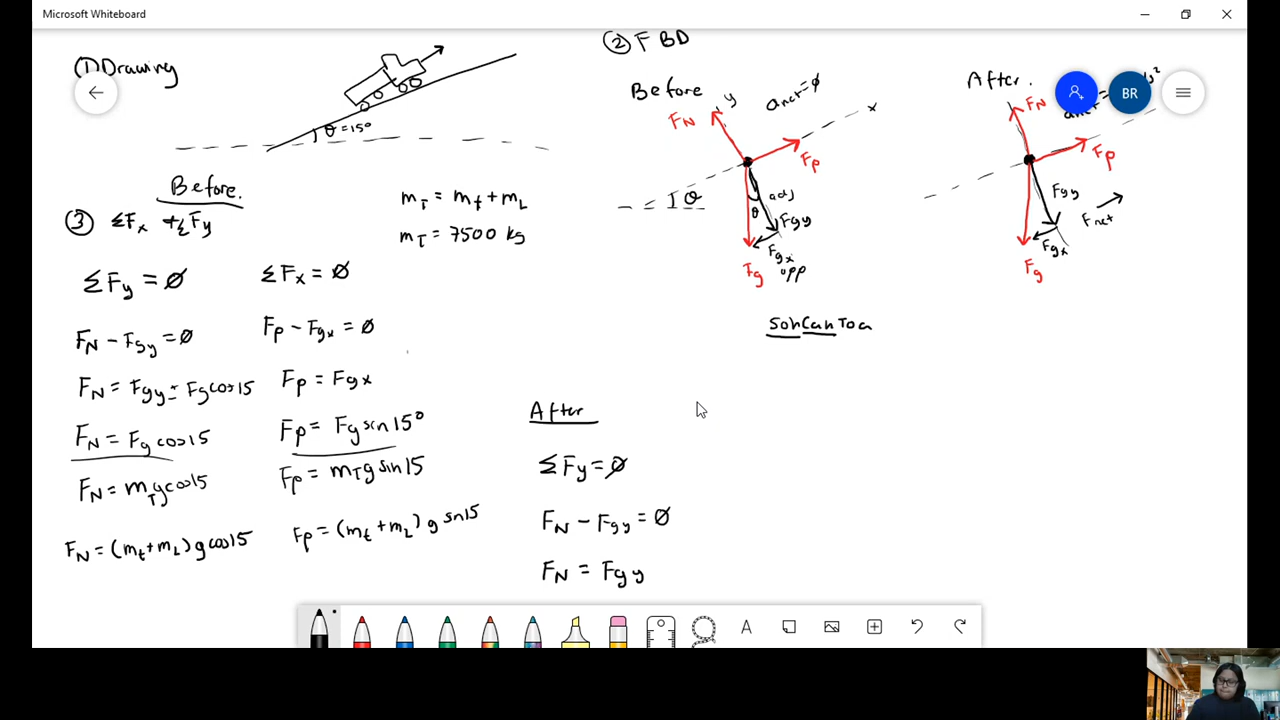 Microsoft Whiteboard
① Drawing
θ = 15°
② FBD
Before
y
x
anet = ∅
FN
Fp
θ
θ
adj
Fgy
Fgx
opp
Fg
After.
BR
FN
Fp
Fgy
Fgx
Fnet
Fg
SohCahToa
Before.
③ ΣFx + ΣFy
mT = mt + mL
mT = 7500 kg
ΣFy = ∅
FN - Fgy = ∅
FN = Fgy = Fg cos 15
FN = Fg cos 15
FN = mT g cos 15
FN = (mt + mL) g cos 15
ΣFx = ∅
Fp - Fgx = ∅
Fp = Fgx
Fp = Fg sin 15°
Fp = mT g sin 15
Fp = (mt + mL) g sin 15
After
ΣFy = ∅
FN - Fgy = ∅
FN = Fgy
A